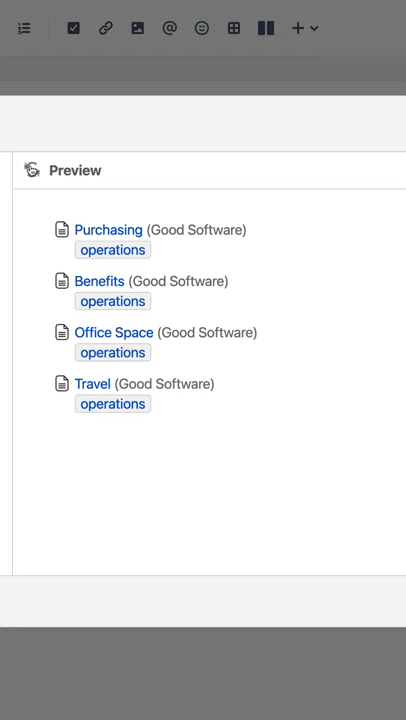 Preview
Purchasing (Good Software)
operations
Benefits (Good Software)
operations
Office Space (Good Software)
operations
Travel (Good Software)
operations